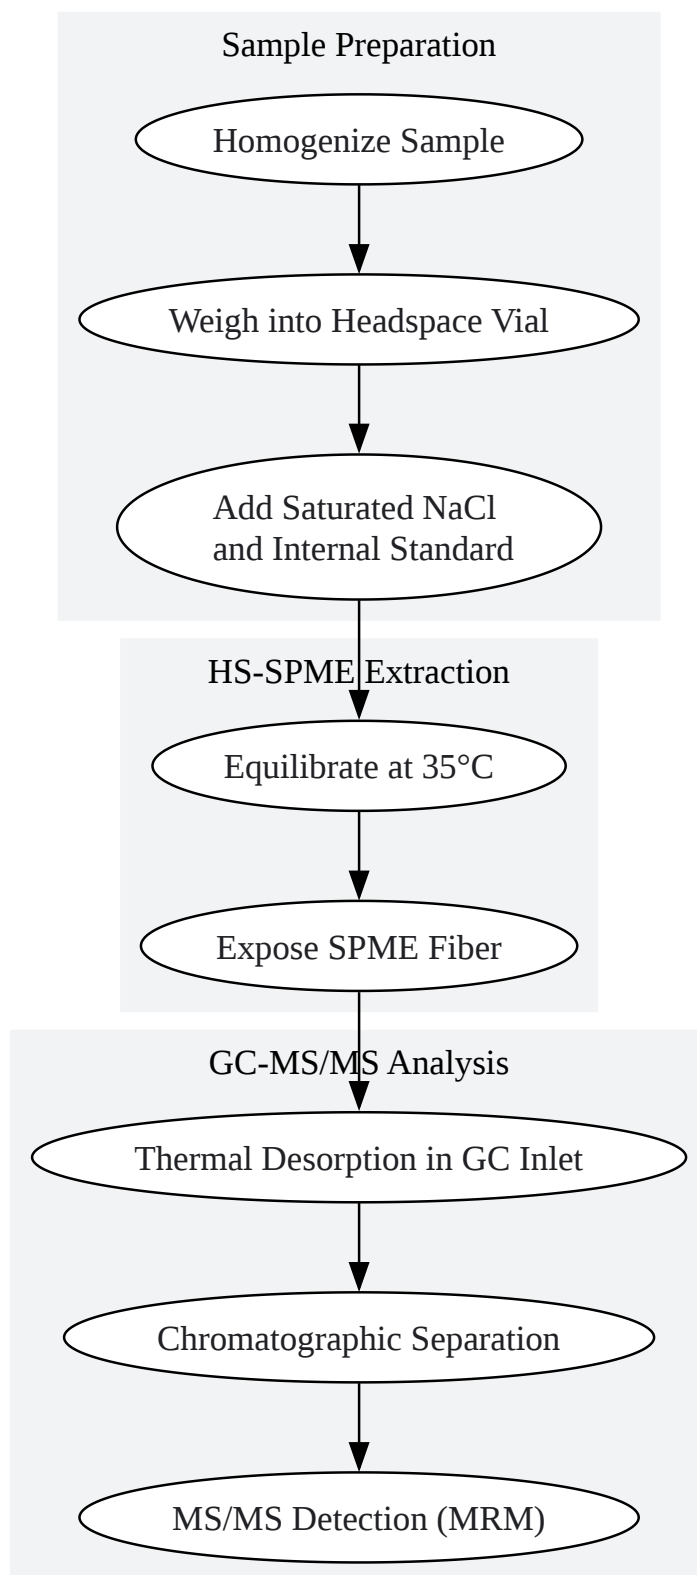 Sample Preparation
Homogenize Sample
Weigh into Headspace Vial
Add Saturated NaCl
and Internal Standard
HS-SPME Extraction
Equilibrate at 35°C
Expose SPME Fiber
GC-MS/MS Analysis
Thermal Desorption in GC Inlet
Chromatographic Separation
MS/MS Detection (MRM)